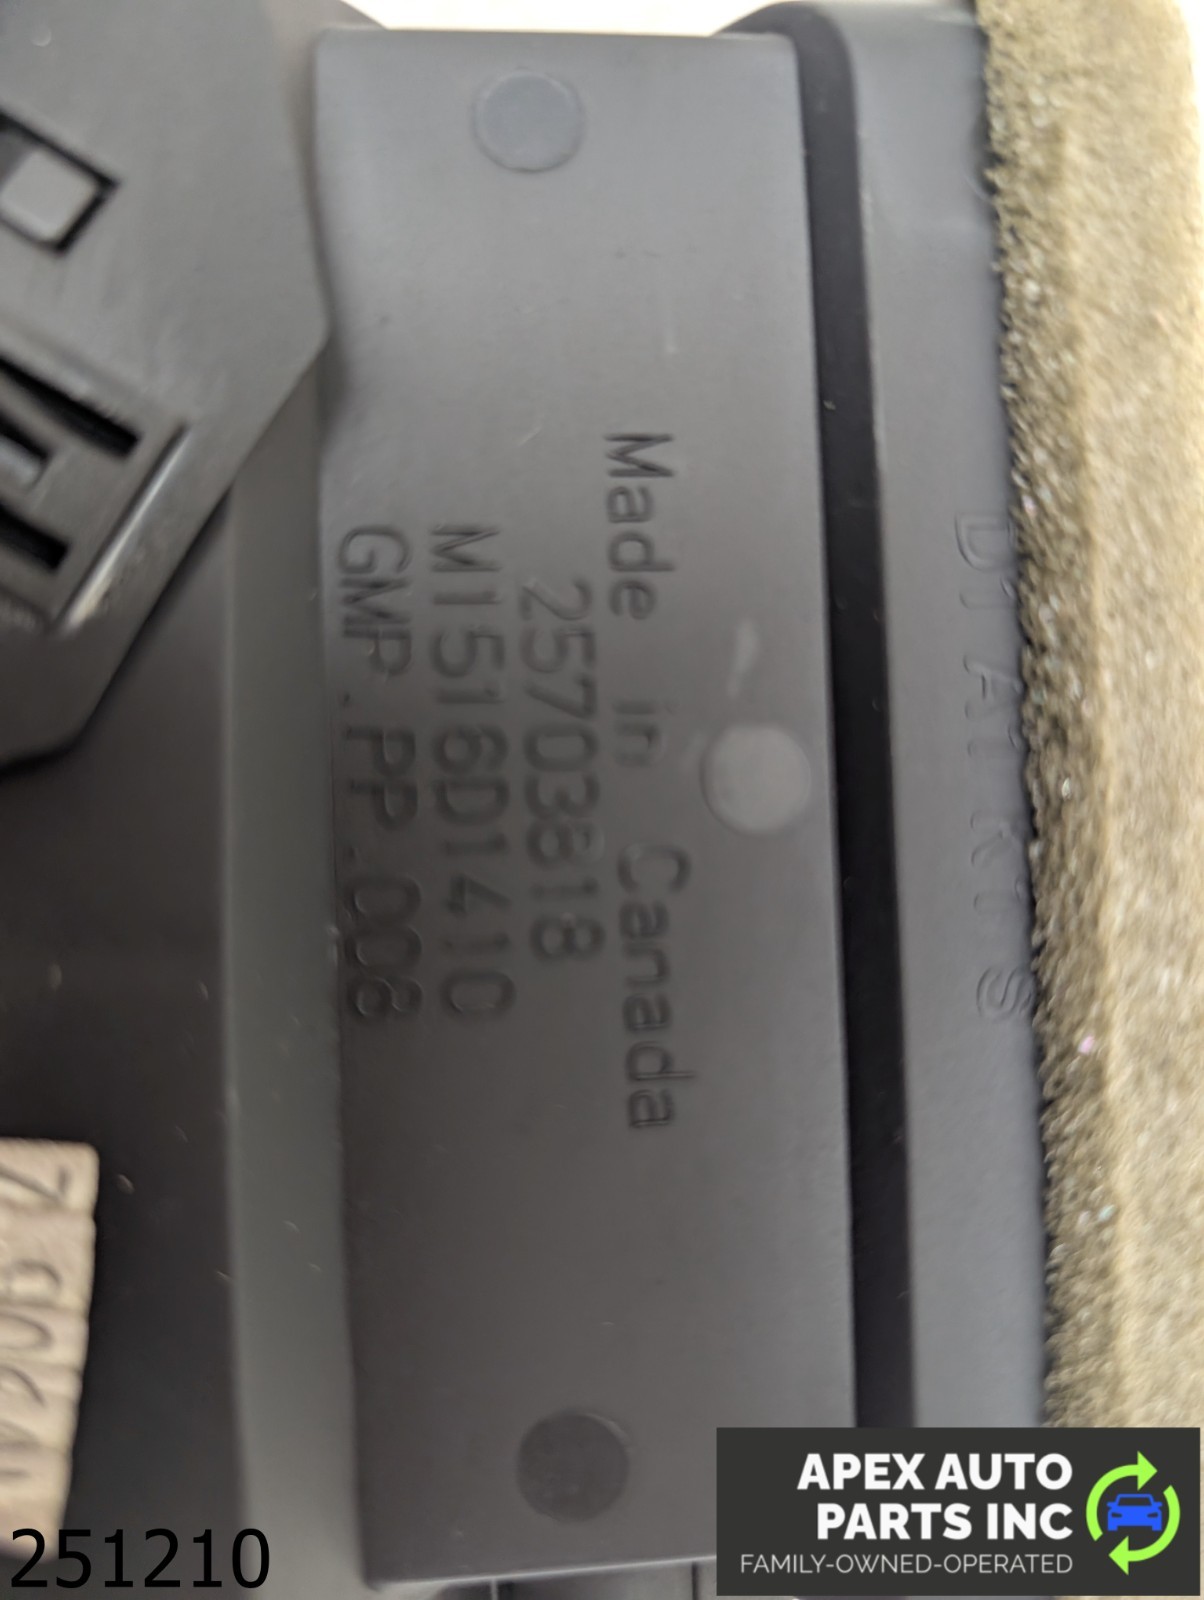 Made in Canada
25703818
M1516D1410
GMP.PP.008
251210
APEX AUTO
PARTS INC
FAMILY-OWNED-OPERATED